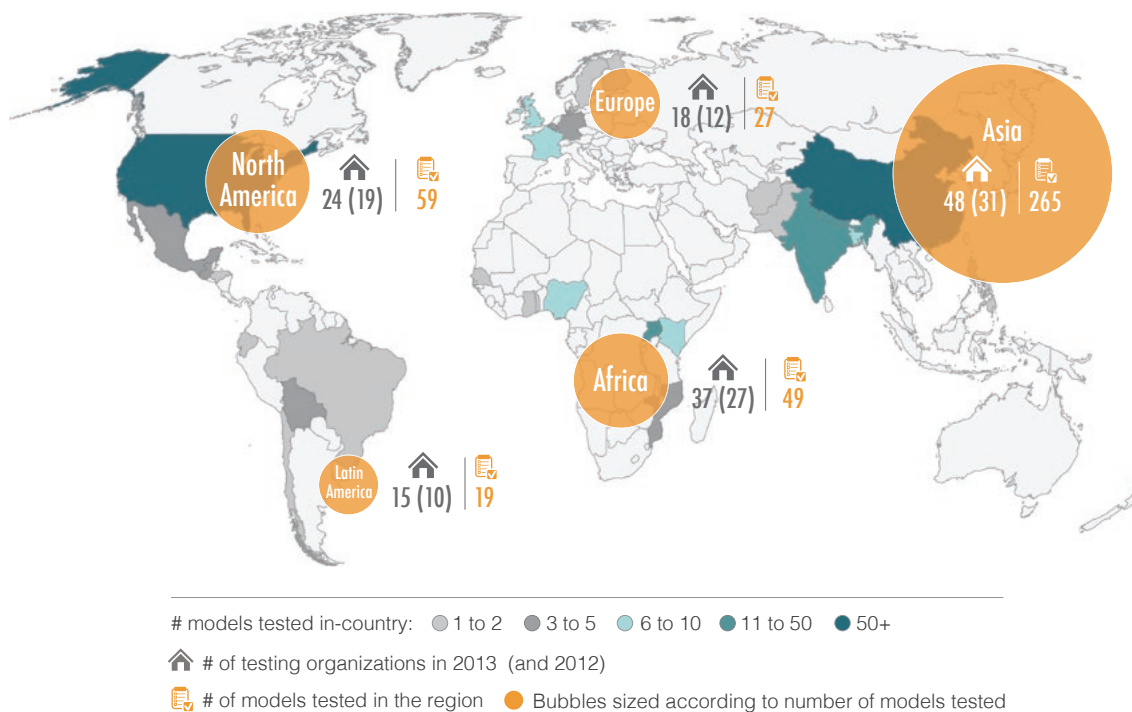 Europe
18 (12)
27
Asia
48 (31)
265
North
America
24 (19)
59
Africa
37 (27)
49
Latin
America
15 (10)
19
# models tested in-country: 1 to 2 3 to 5 6 to 10 11 to 50 50+
# of testing organizations in 2013 (and 2012)
# of models tested in the region Bubbles sized according to number of models tested